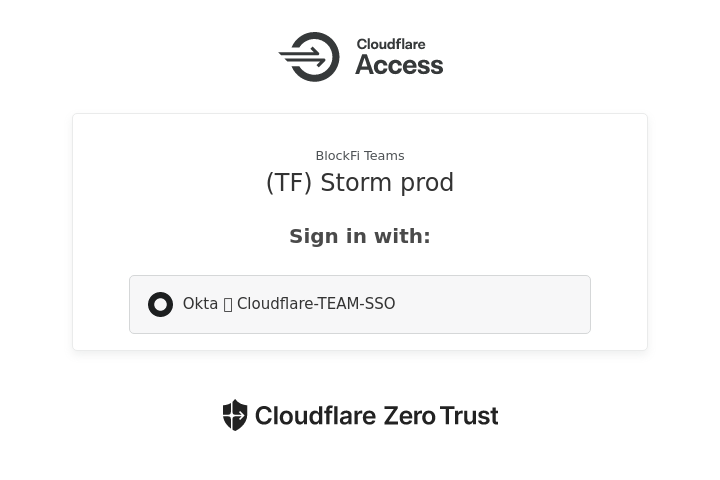 Cloudflare
Access
BlockFi Teams
(TF) Storm prod
Sign in with:
Okta ▯ Cloudflare-TEAM-SSO
Cloudflare Zero Trust